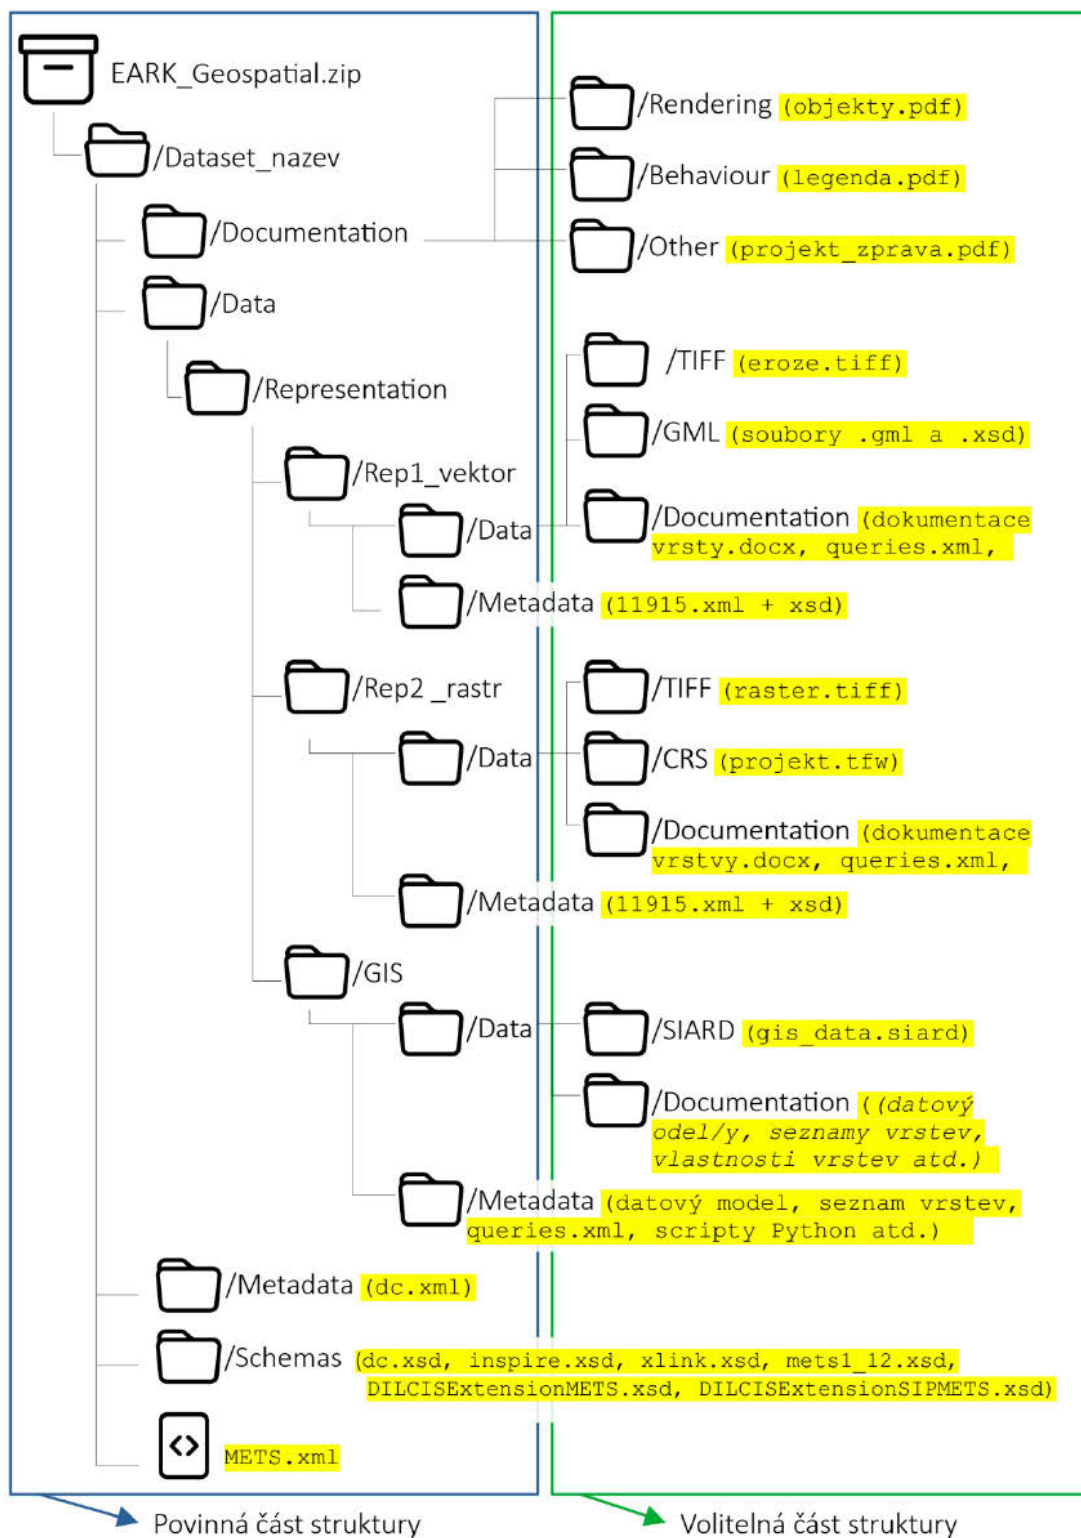 EARK_Geospatial.zip
/Dataset_nazev
/Rendering (objekty.pdf)
/Behaviour (legenda.pdf)
/Documentation
/Other (projekt_zprava.pdf)
/Data
/Representation
/TIFF (eroze.tiff)
/GML (soubory .gml a .xsd)
/Rep1_vektor
/Data
/Documentation (dokumentace
vrsty.docx, queries.xml,
/Metadata (11915.xml + xsd)
/Rep2 _rastr
/TIFF (raster.tiff)
/Data
/CRS (projekt.tfw)
/Documentation (dokumentace
vrstvy.docx, queries.xml,
/Metadata (11915.xml + xsd)
/GIS
/Data
/SIARD (gis_data.siard)
/Documentation ((datový
odel/y, seznamy vrstev,
vlastnosti vrstev atd.)
/Metadata (datový model, seznam vrstev,
queries.xml, scripty Python atd.)
/Metadata (dc.xml)
/Schemas (dc.xsd, inspire.xsd, xlink.xsd, mets1_12.xsd,
DILCISExtensionMETS.xsd, DILCISExtensionSIPMETS.xsd)
METS.xml
Povinná část struktury
Volitelná část struktury